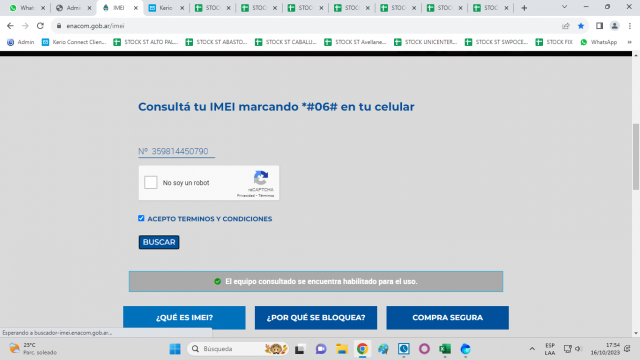 What
Admi
IMEI
Kerio
STOCK
STOCK
STOCK
STOCK
STOCK
STOCK
STOCK
enacom.gob.ar/imei
Admin
Kerio Connect Clien...
STOCK ST ALTO PAL...
STOCK ST ABASTO...
STOCK ST CABALLI...
STOCK ST Avellane...
STOCK UNICENTER...
STOCK ST SWPOCE...
STOCK FIX
WhatsApp
»
Consultá tu IMEI marcando *#06# en tu celular
Nº 359814450790
No soy un robot
reCAPTCHA
Privacidad - Términos
ACEPTO TERMINOS Y CONDICIONES
BUSCAR
El equipo consultado se encuentra habilitado para el uso.
¿QUÉ ES IMEI?
¿POR QUÉ SE BLOQUEA?
COMPRA SEGURA
Esperando a buscador-imei.enacom.gob.ar...
23°C
Parc. soleado
Búsqueda
ESP
LAA
17:54
16/10/2023